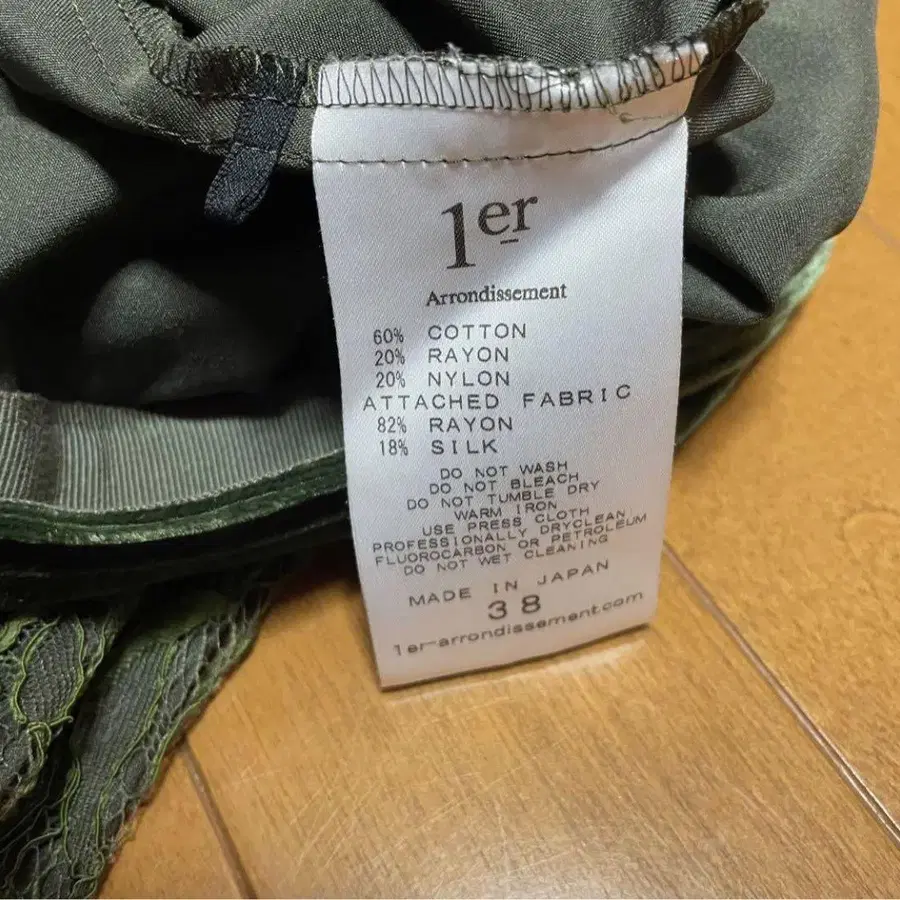 1er
Arrondissement
60% COTTON
20% RAYON
20% NYLON
ATTACHED FABRIC
82% RAYON
18% SILK
DO NOT WASH
DO NOT BLEACH
DO NOT TUMBLE DRY
WARM IRON
USE PRESS CLOTH
PROFESSIONALLY DRYCLEAN
FLUOROCARBON OR PETROLEUM
DO NOT WET CLEANING
MADE IN JAPAN
38
1er-arrondissement.com